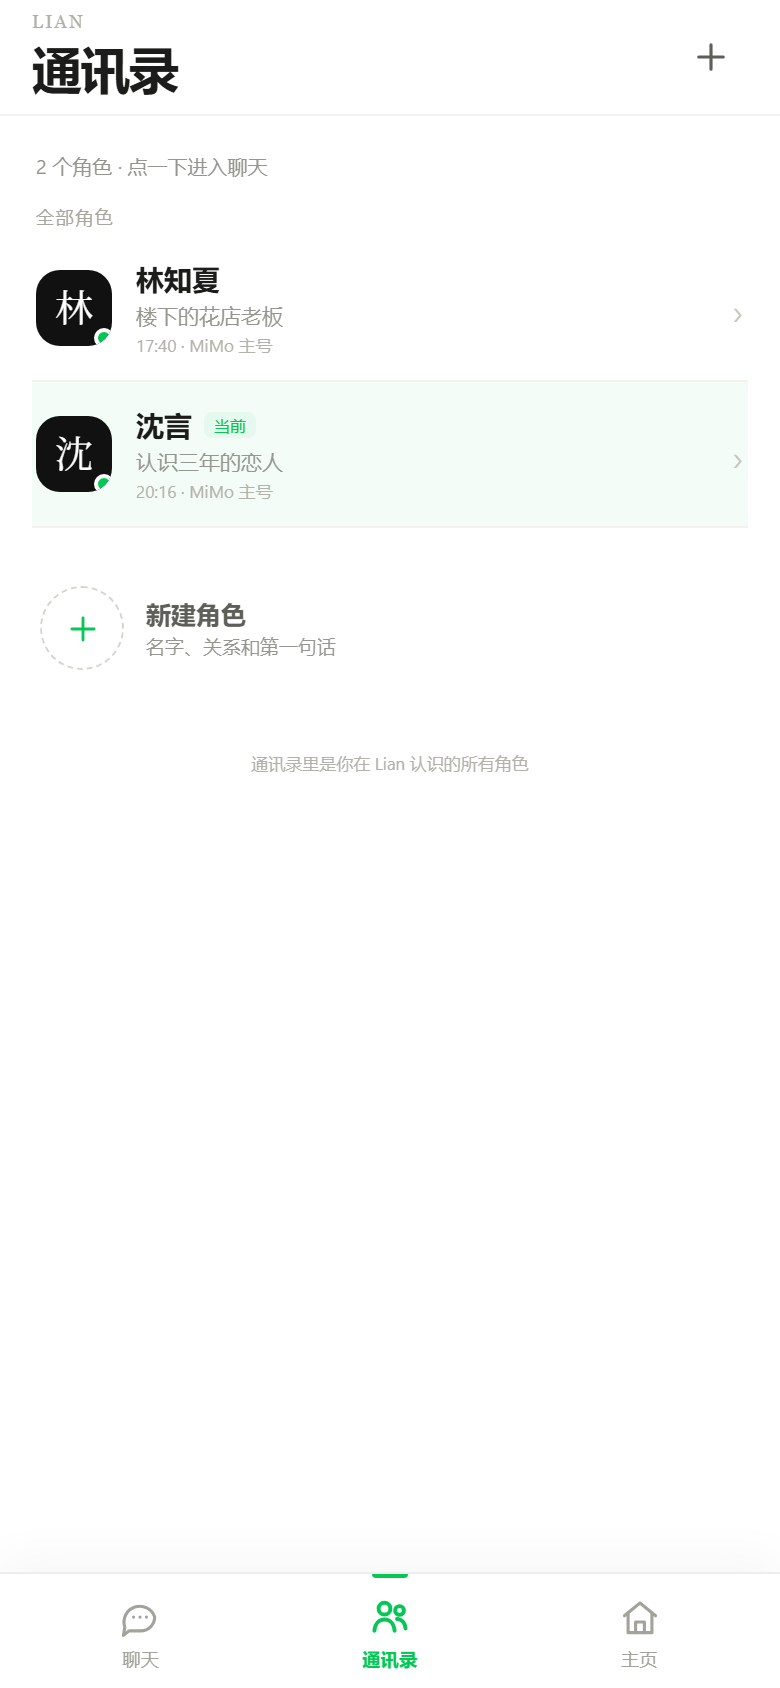 LIAN
通讯录
2 个角色 · 点一下进入聊天
全部角色
林
林知夏
楼下的花店老板
17:40 · MiMo 主号
沈
沈言 当前
认识三年的恋人
20:16 · MiMo 主号
新建角色
名字、关系和第一句话
通讯录里是你在 Lian 认识的所有角色
聊天 通讯录 主页